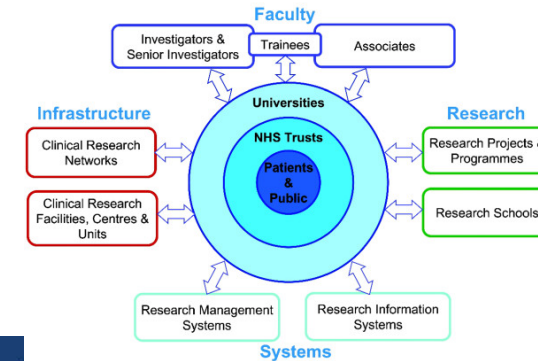 Faculty
Investigators &
Senior Investigators
Trainees
Associates
Infrastructure
Research
Universities
NHS Trusts
Patients
&
Public
Clinical Research
Networks
Clinical Research
Facilities, Centres &
Units
Research Projects &
Programmes
Research Schools
Research Management
Systems
Research Information
Systems
Systems